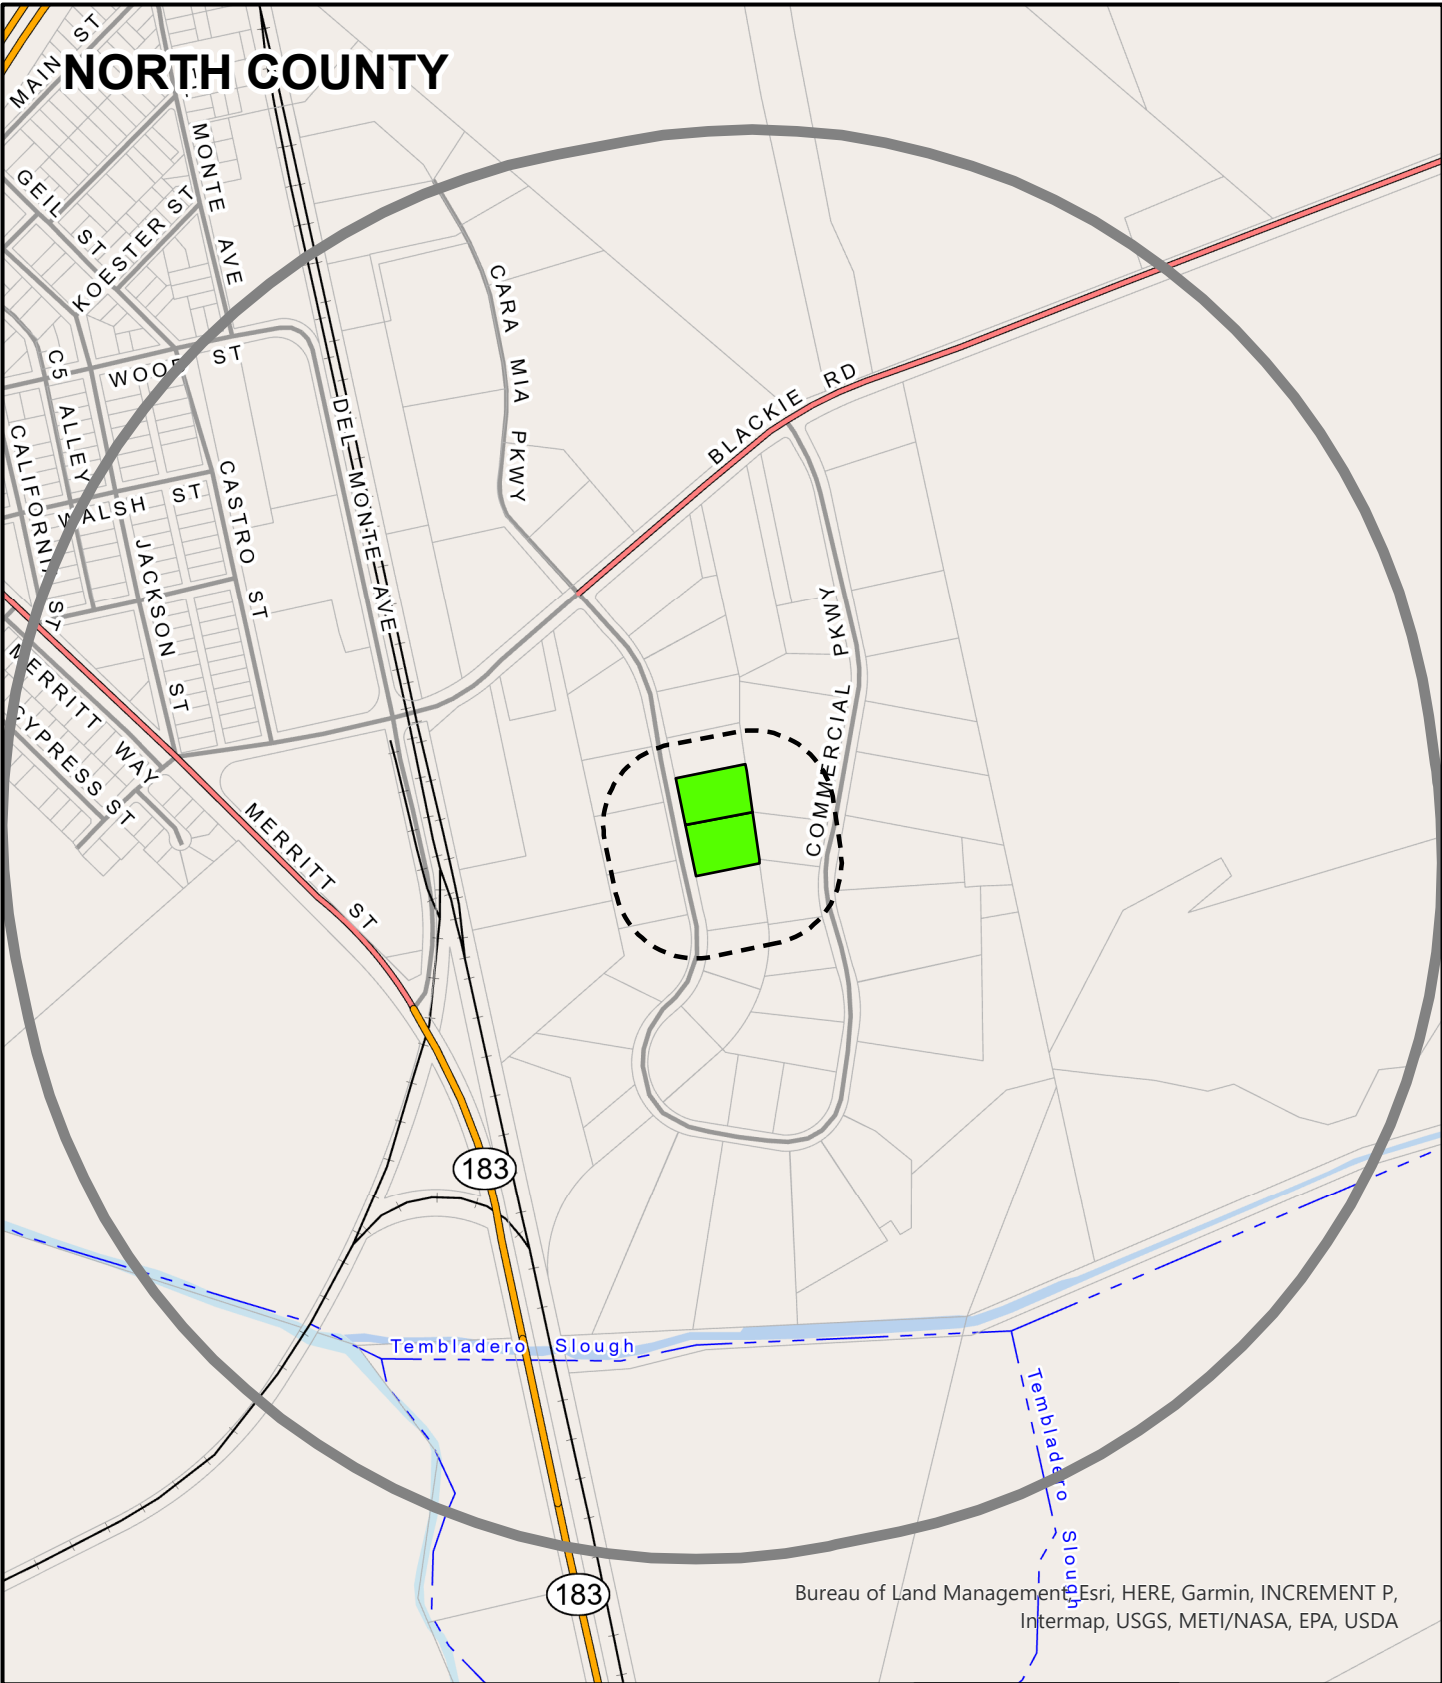 MAIN ST
NORTH COUNTY
MONTE AVE
GEIL ST
KOESTER ST
CARA MIA PKWY
WOOD ST
C5 ALLEY
BLACKIE RD
DEL MONTE AVE
CALIFORNIA ST
WALSH ST
CASTRO ST
JACKSON ST
COMMERCIAL PKWY
MERRITT WAY
CYPRESS ST
MERRITT ST
183
Tembladero Slough
Tembladero Slough
183
Bureau of Land Management, Esri, HERE, Garmin, INCREMENT P,
Intermap, USGS, METI/NASA, EPA, USDA